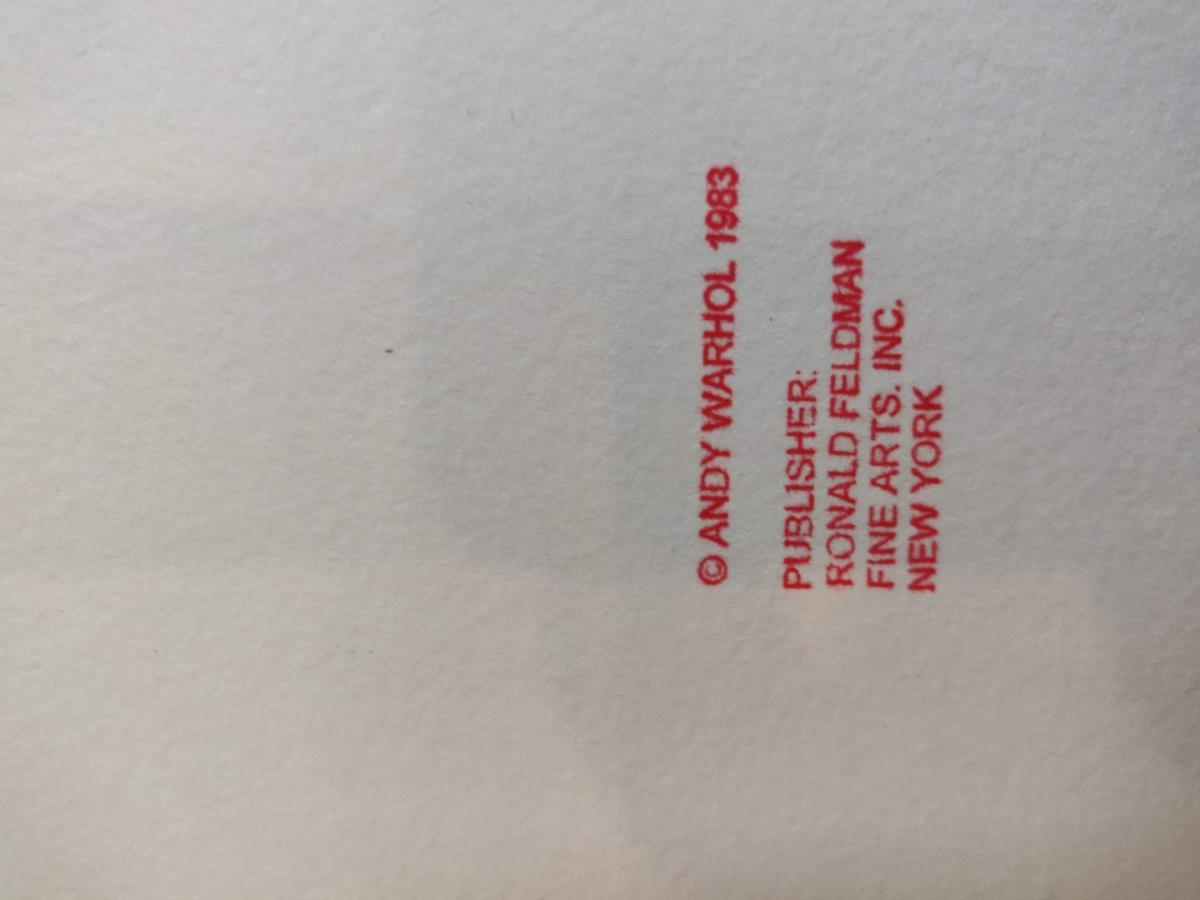 © ANDY WARHOL 1983
PUBLISHER:
RONALD FELDMAN
FINE ARTS. INC.
NEW YORK